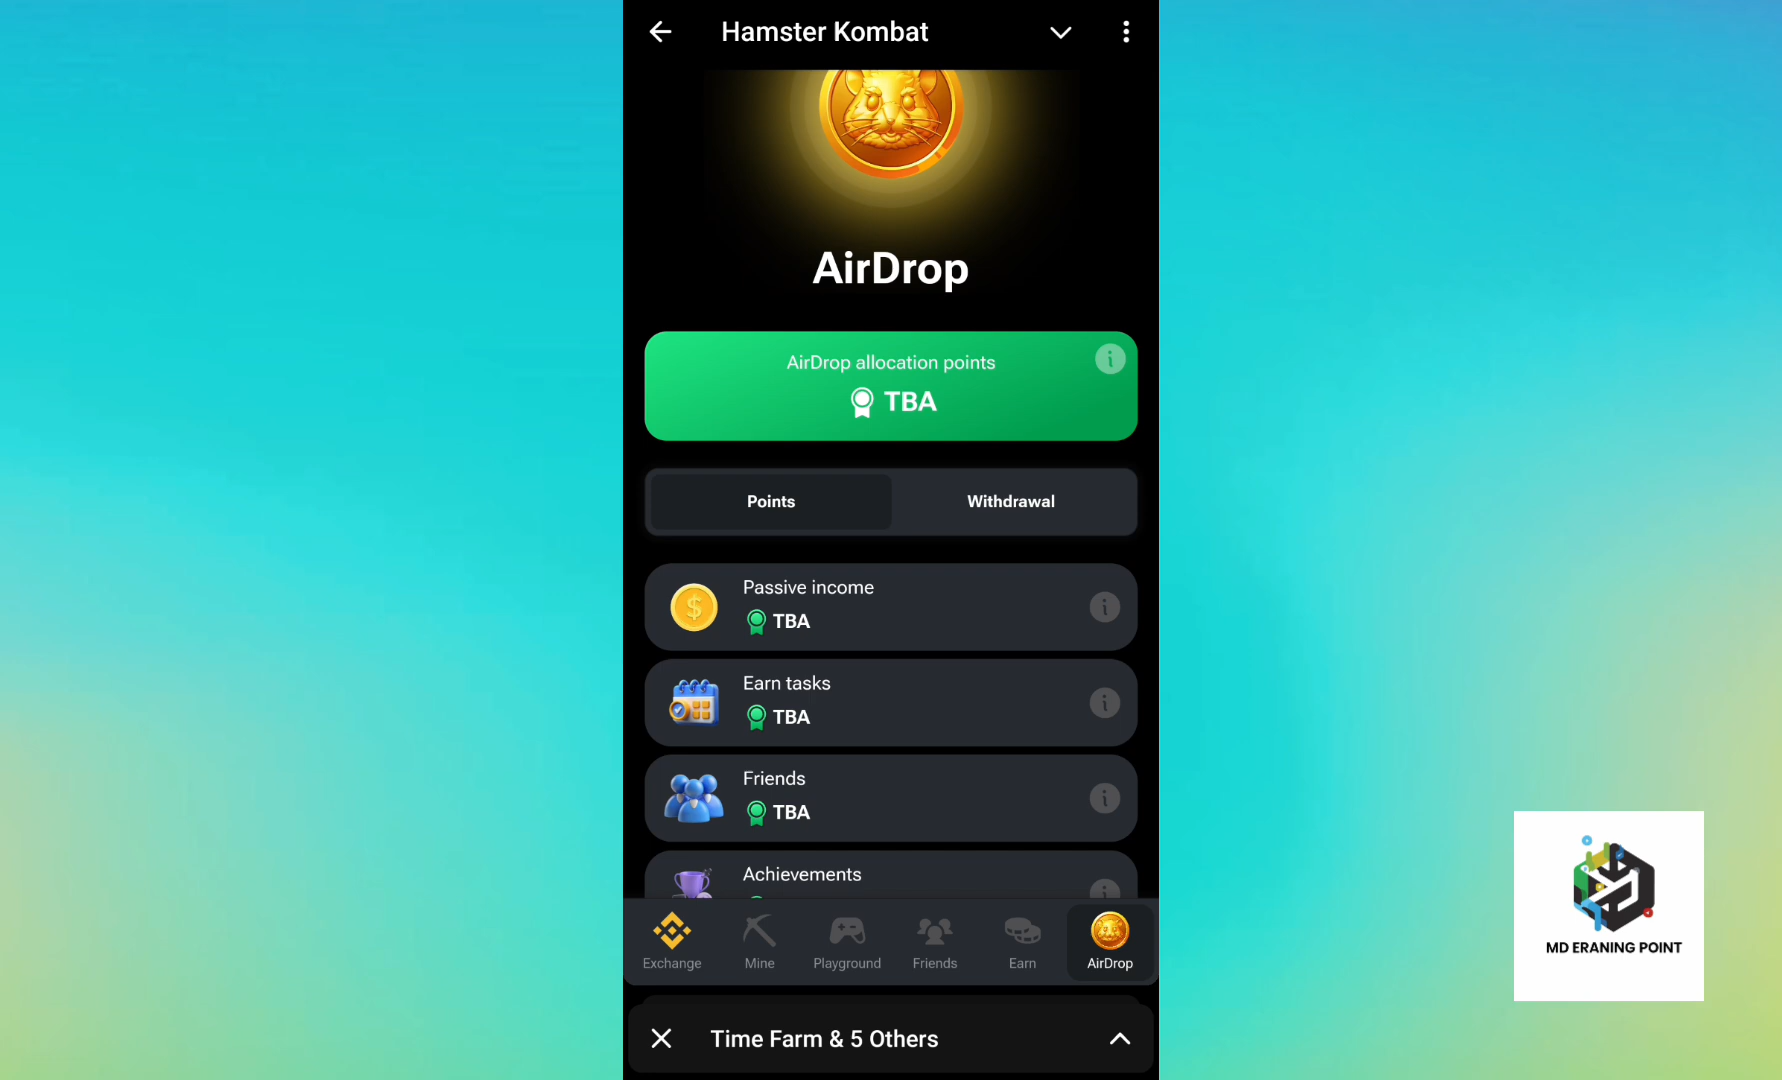 Hamster Kombat
AirDrop
AirDrop allocation points
TBA
Points
Withdrawal
Passive income
TBA
Earn tasks
TBA
Friends
TBA
Achievements
Exchange
Mine
Playground
Friends
Earn
AirDrop
Time Farm & 5 Others
MD ERANING POINT